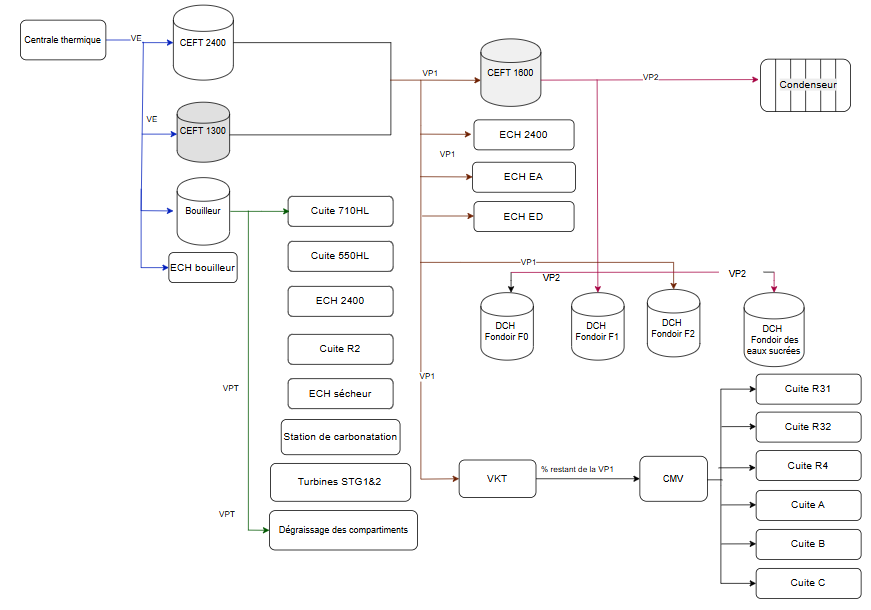 Centrale thermique
VE
CEFT 2400
VP1
CEFT 1600
VP2
Condenseur
VE
CEFT 1300
ECH 2400
VP1
ECH EA
Bouilleur
Cuite 710HL
ECH ED
ECH bouilleur
Cuite 550HL
VP1
VP2
VP2
ECH 2400
DCH
Fondoir F0
DCH
Fondoir F1
DCH
Fondoir F2
DCH
Fondoir des
eaux sucrées
Cuite R2
VPT
VP1
ECH sécheur
Cuite R31
Station de carbonatation
Cuite R32
Turbines STG1&2
VKT
% restant de la VP1
CMV
Cuite R4
Cuite A
VPT
Dégraissage des compartiments
Cuite B
Cuite C